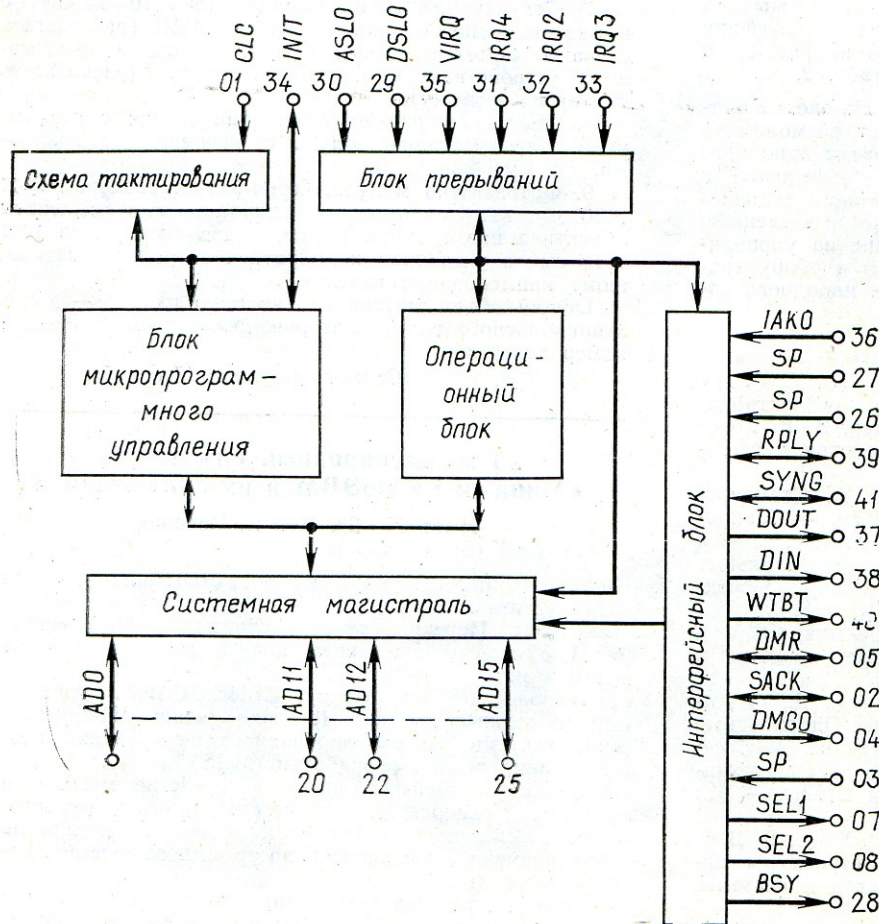 CLC INIT ASLO DSLO VIRQ IRQ4 IRQ2 IRQ3
01 34 30 29 35 31 32 33
Схема тактирования
Блок прерываний
Блок
микропрограм-
много
управления
Операци-
онный
блок
Системная магистраль
AD0 AD11 AD12 AD15
20 22 25
Интерфейсный блок
IAKO 36
SP 27
SP 26
RPLY 39
SYNG 41
DOUT 37
DIN 38
WTBT
DMR 05
SACK 02
DMGO 04
SP 03
SEL1 07
SEL2 08
BSY 28